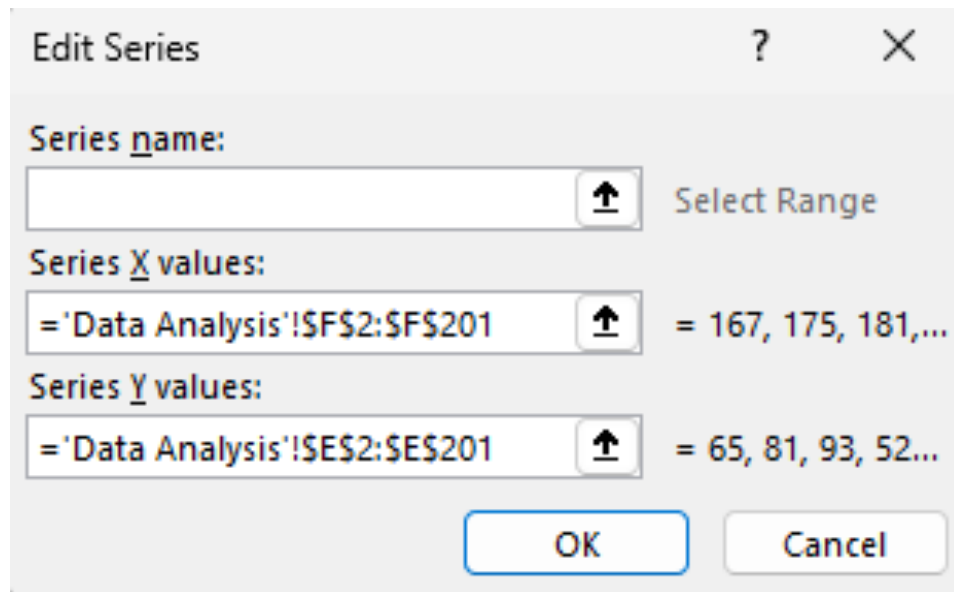 Edit Series ? ×
Series name:
Select Range
Series X values:
='Data Analysis'!$F$2:$F$201 = 167, 175, 181,...
Series Y values:
='Data Analysis'!$E$2:$E$201 = 65, 81, 93, 52...
OK Cancel